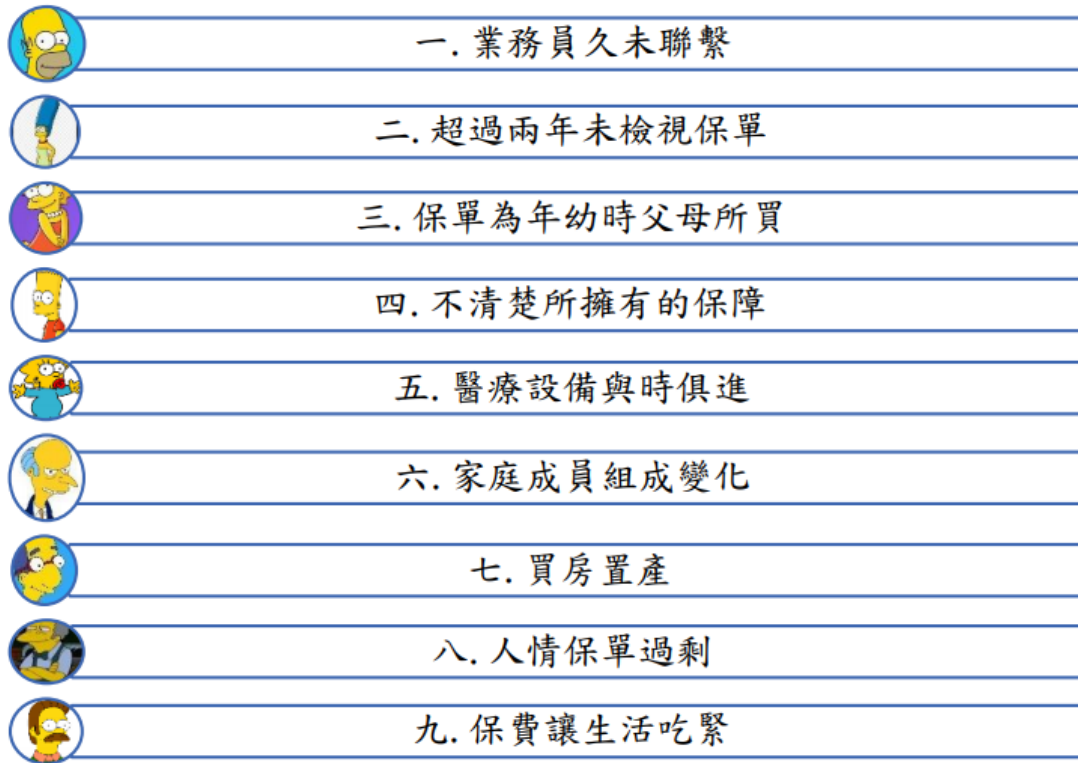 一.業務員久未聯繫
二.超過兩年未檢視保單
三.保單為年幼時父母所買
四.不清楚所擁有的保障
五.醫療設備與時俱進
六.家庭成員組成變化
七.買房置產
八.人情保單過剩
九.保費讓生活吃緊